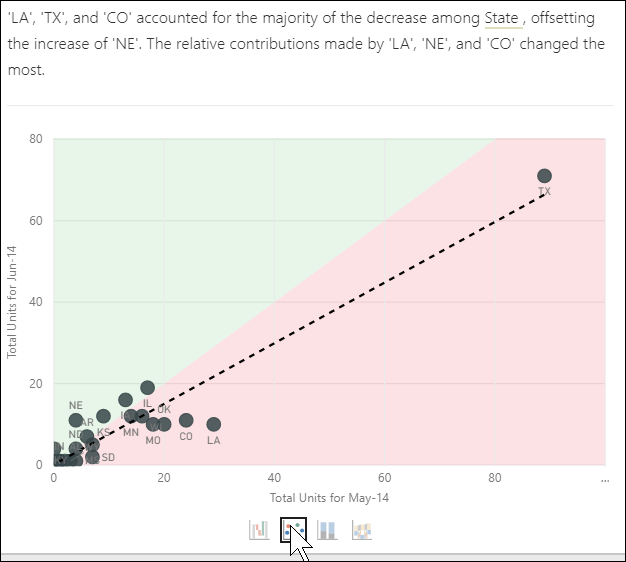 'LA', 'TX', and 'CO' accounted for the majority of the decrease among State , offsetting
the increase of 'NE'. The relative contributions made by 'LA', 'NE', and 'CO' changed the
most.
80
60
40
20
0
Total Units for Jun-14
TX
NE
IL
OK
AR
ND
KS
MN
MO
CO
LA
SD
0
20
40
60
80
...
Total Units for May-14